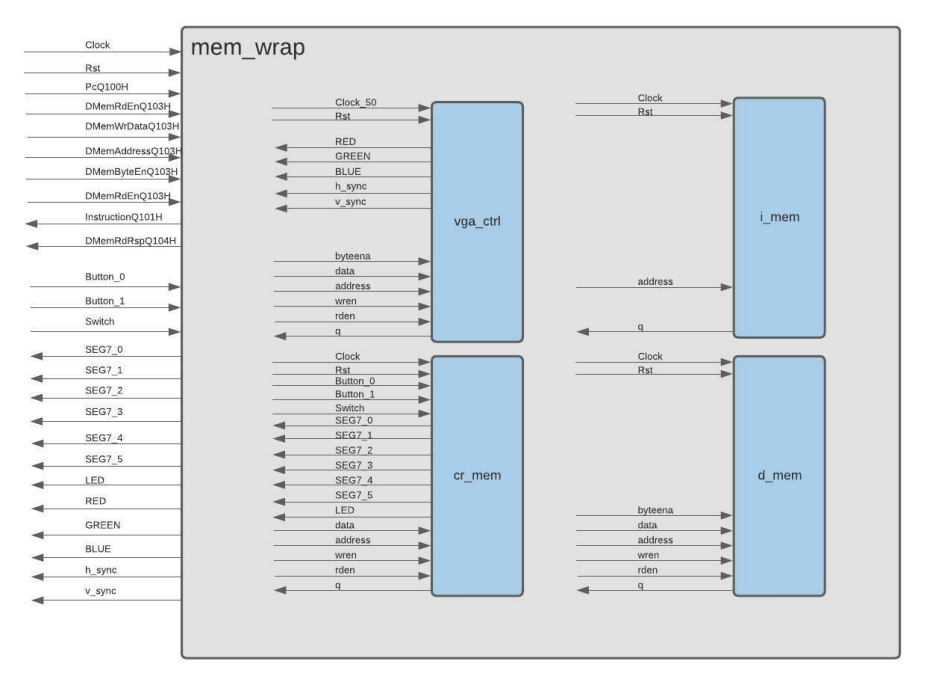 mem_wrap
Clock
Rst
PcQ100H
DMemRdEnQ103H
DMemWrDataQ103H
DMemAddressQ103H
DMemByteEnQ103H
DMemRdEnQ103H
InstructionQ101H
DMemRdRspQ104H
Button_0
Button_1
Switch
SEG7_0
SEG7_1
SEG7_2
SEG7_3
SEG7_4
SEG7_5
LED
RED
GREEN
BLUE
h_sync
v_sync
Clock_50
Rst
RED
GREEN
BLUE
h_sync
v_sync
vga_ctrl
byteena
data
address
wren
rden
q
Clock
Rst
i_mem
address
q
Clock
Rst
Button_0
Button_1
Switch
SEG7_0
SEG7_1
SEG7_2
SEG7_3
SEG7_4
SEG7_5
cr_mem
LED
data
address
wren
rden
q
Clock
Rst
d_mem
byteena
data
address
wren
rden
q